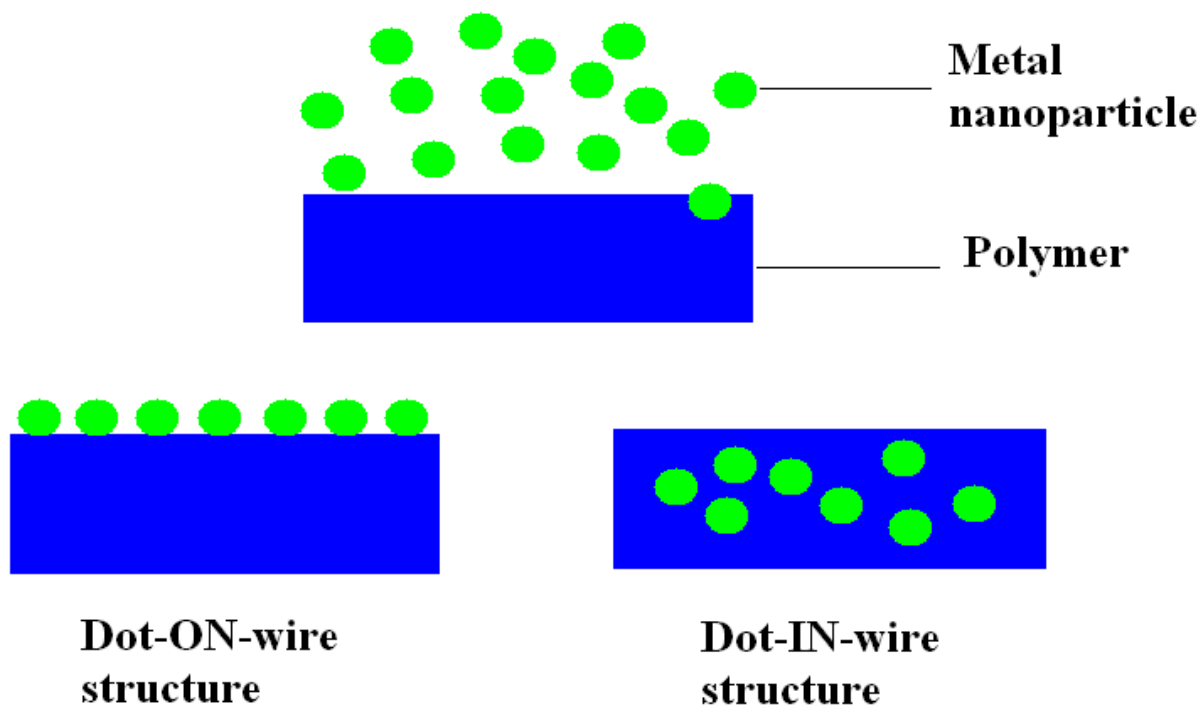 Metal
nanoparticle
Polymer
Dot-ON-wire
structure
Dot-IN-wire
structure